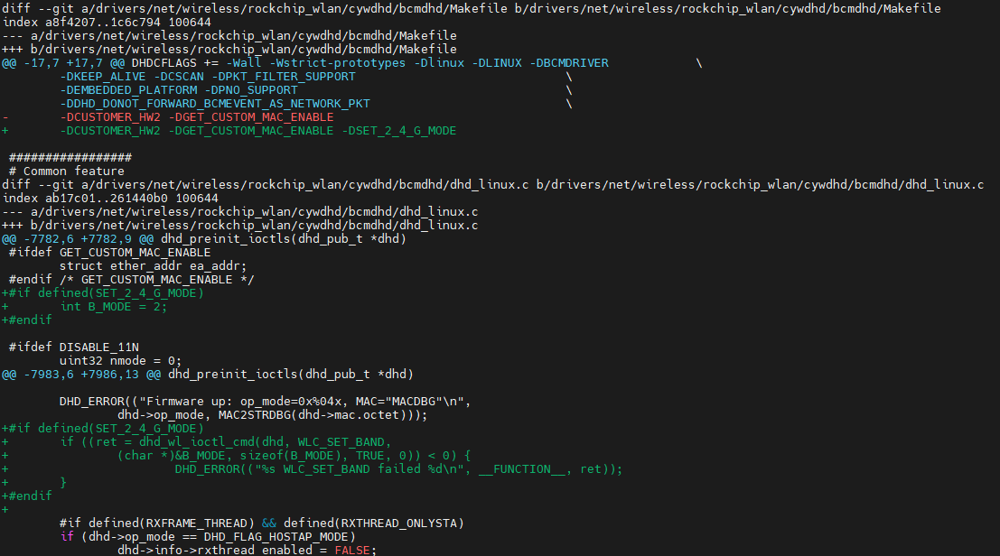 diff --git a/drivers/net/wireless/rockchip_wlan/cywdhd/bcmdhd/Makefile b/drivers/net/wireless/rockchip_wlan/cywdhd/bcmdhd/Makefile
index a8f4207..1c6c794 100644
--- a/drivers/net/wireless/rockchip_wlan/cywdhd/bcmdhd/Makefile
+++ b/drivers/net/wireless/rockchip_wlan/cywdhd/bcmdhd/Makefile
@@ -17,7 +17,7 @@ DHDCFLAGS += -Wall -Wstrict-prototypes -Dlinux -DLINUX -DBCMDRIVER            \
        -DKEEP_ALIVE -DCSCAN -DPKT_FILTER_SUPPORT                             \
        -DEMBEDDED_PLATFORM -DPNO_SUPPORT                                     \
        -DDHD_DONOT_FORWARD_BCMEVENT_AS_NETWORK_PKT                           \
-       -DCUSTOMER_HW2 -DGET_CUSTOM_MAC_ENABLE
+       -DCUSTOMER_HW2 -DGET_CUSTOM_MAC_ENABLE -DSET_2_4_G_MODE
 #################
 # Common feature
diff --git a/drivers/net/wireless/rockchip_wlan/cywdhd/bcmdhd/dhd_linux.c b/drivers/net/wireless/rockchip_wlan/cywdhd/bcmdhd/dhd_linux.c
index ab17c01..261440b0 100644
--- a/drivers/net/wireless/rockchip_wlan/cywdhd/bcmdhd/dhd_linux.c
+++ b/drivers/net/wireless/rockchip_wlan/cywdhd/bcmdhd/dhd_linux.c
@@ -7782,6 +7782,9 @@ dhd_preinit_ioctls(dhd_pub_t *dhd)
 #ifdef GET_CUSTOM_MAC_ENABLE
        struct ether_addr ea_addr;
 #endif /* GET_CUSTOM_MAC_ENABLE */
+#if defined(SET_2_4_G_MODE)
+       int B_MODE = 2;
+#endif
 #ifdef DISABLE_11N
        uint32 nmode = 0;
@@ -7983,6 +7986,13 @@ dhd_preinit_ioctls(dhd_pub_t *dhd)
        DHD_ERROR(("Firmware up: op_mode=0x%04x, MAC="MACDBG"\n",
                dhd->op_mode, MAC2STRDBG(dhd->mac.octet)));
+#if defined(SET_2_4_G_MODE)
+       if ((ret = dhd_wl_ioctl_cmd(dhd, WLC_SET_BAND,
+               (char *)&B_MODE, sizeof(B_MODE), TRUE, 0)) < 0) {
+                       DHD_ERROR(("%s WLC_SET_BAND failed %d\n", __FUNCTION__, ret));
+       }
+#endif
+
        #if defined(RXFRAME_THREAD) && defined(RXTHREAD_ONLYSTA)
        if (dhd->op_mode == DHD_FLAG_HOSTAP_MODE)
                dhd->info->rxthread_enabled = FALSE;